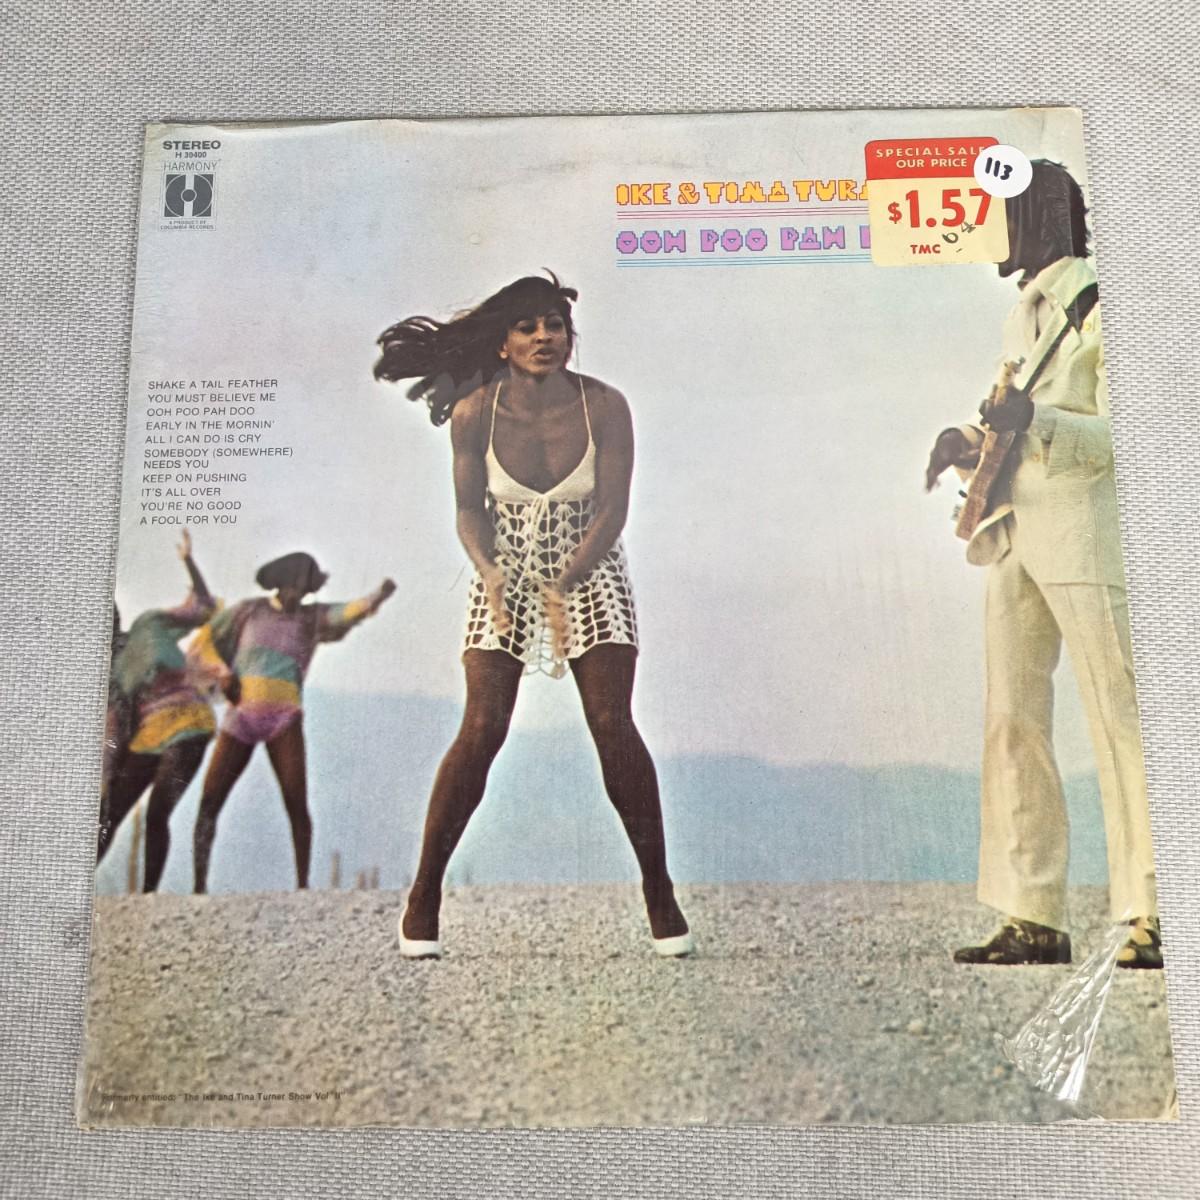 STEREO
H 30400
HARMONY
A PRODUCT OF
COLUMBIA RECORDS
IKE & TINA TUR
OOH POO PAH
SPECIAL SALE
OUR PRICE
$1.57
TMC
113
SHAKE A TAIL FEATHER
YOU MUST BELIEVE ME
OOH POO PAH DOO
EARLY IN THE MORNIN'
ALL I CAN DO IS CRY
SOMEBODY (SOMEWHERE)
NEEDS YOU
KEEP ON PUSHING
IT'S ALL OVER
YOU'RE NO GOOD
A FOOL FOR YOU
Formerly entitled: "The Ike and Tina Turner Show Vol II"